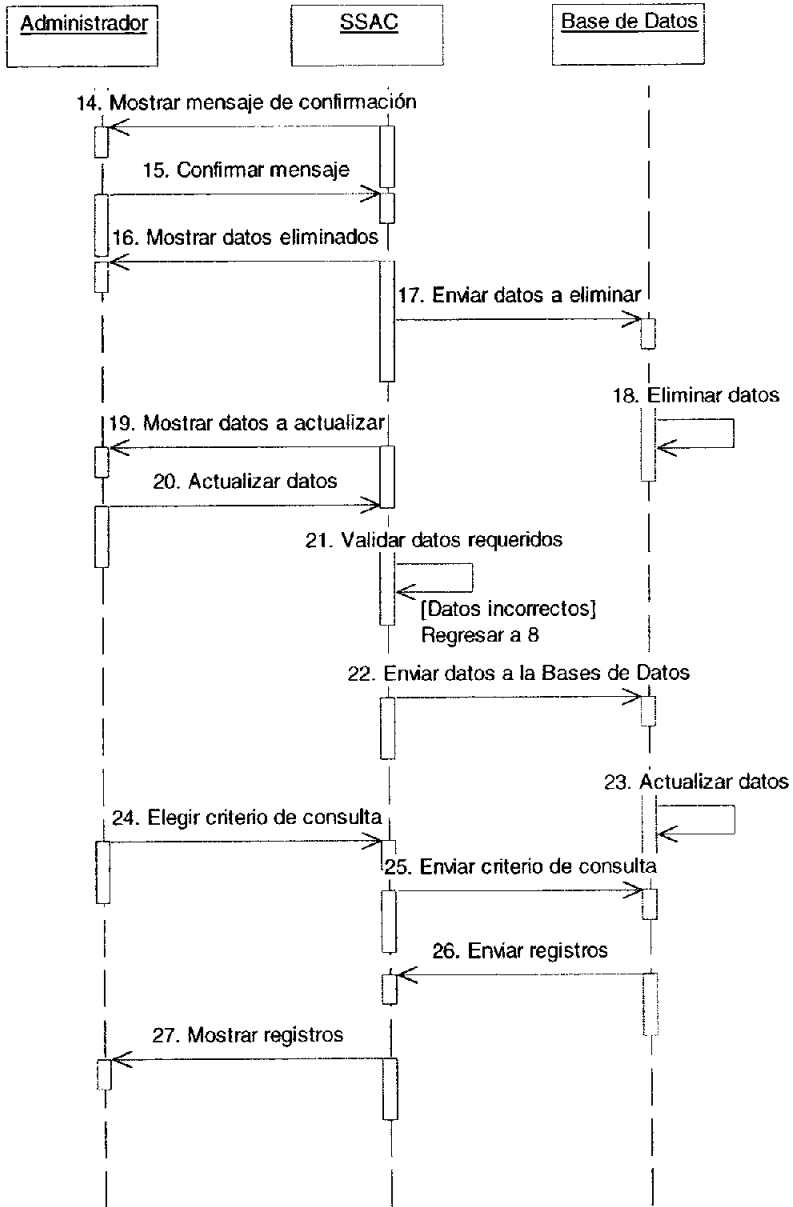 Administrador
SSAC
Base de Datos
14. Mostrar mensaje de confirmación
15. Confirmar mensaje
16. Mostrar datos eliminados
17. Enviar datos a eliminar
18. Eliminar datos
19. Mostrar datos a actualizar
20. Actualizar datos
21. Validar datos requeridos
[Datos incorrectos]
Regresar a 8
22. Enviar datos a la Bases de Datos
23. Actualizar datos
24. Elegir criterio de consulta
25. Enviar criterio de consulta
26. Enviar registros
27. Mostrar registros